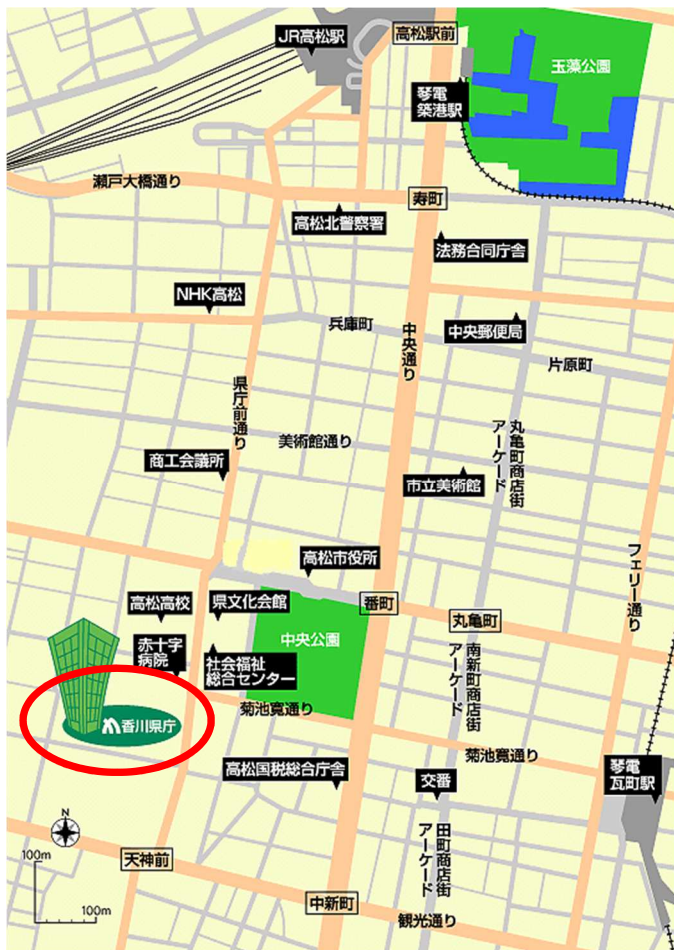 JR高松駅
高松駅前
玉藻公園
琴電
築港駅
瀬戸大橋通り
寿町
高松北警察署
法務合同庁舎
NHK高松
兵庫町
中央通り
中央郵便局
片原町
県庁前通り
美術館通り
丸亀町商店街
アーケード
商工会議所
市立美術館
フェリー通り
高松市役所
高松高校
県文化会館
番町
丸亀町
中央公園
赤十字
病院
社会福祉
総合センター
南新町商店街
アーケード
菊池寛通り
香川県庁
菊池寛通り
高松国税総合庁舎
交番
琴電
瓦町駅
N
100m
100m
天神前
田町商店街
アーケード
中新町
観光通り